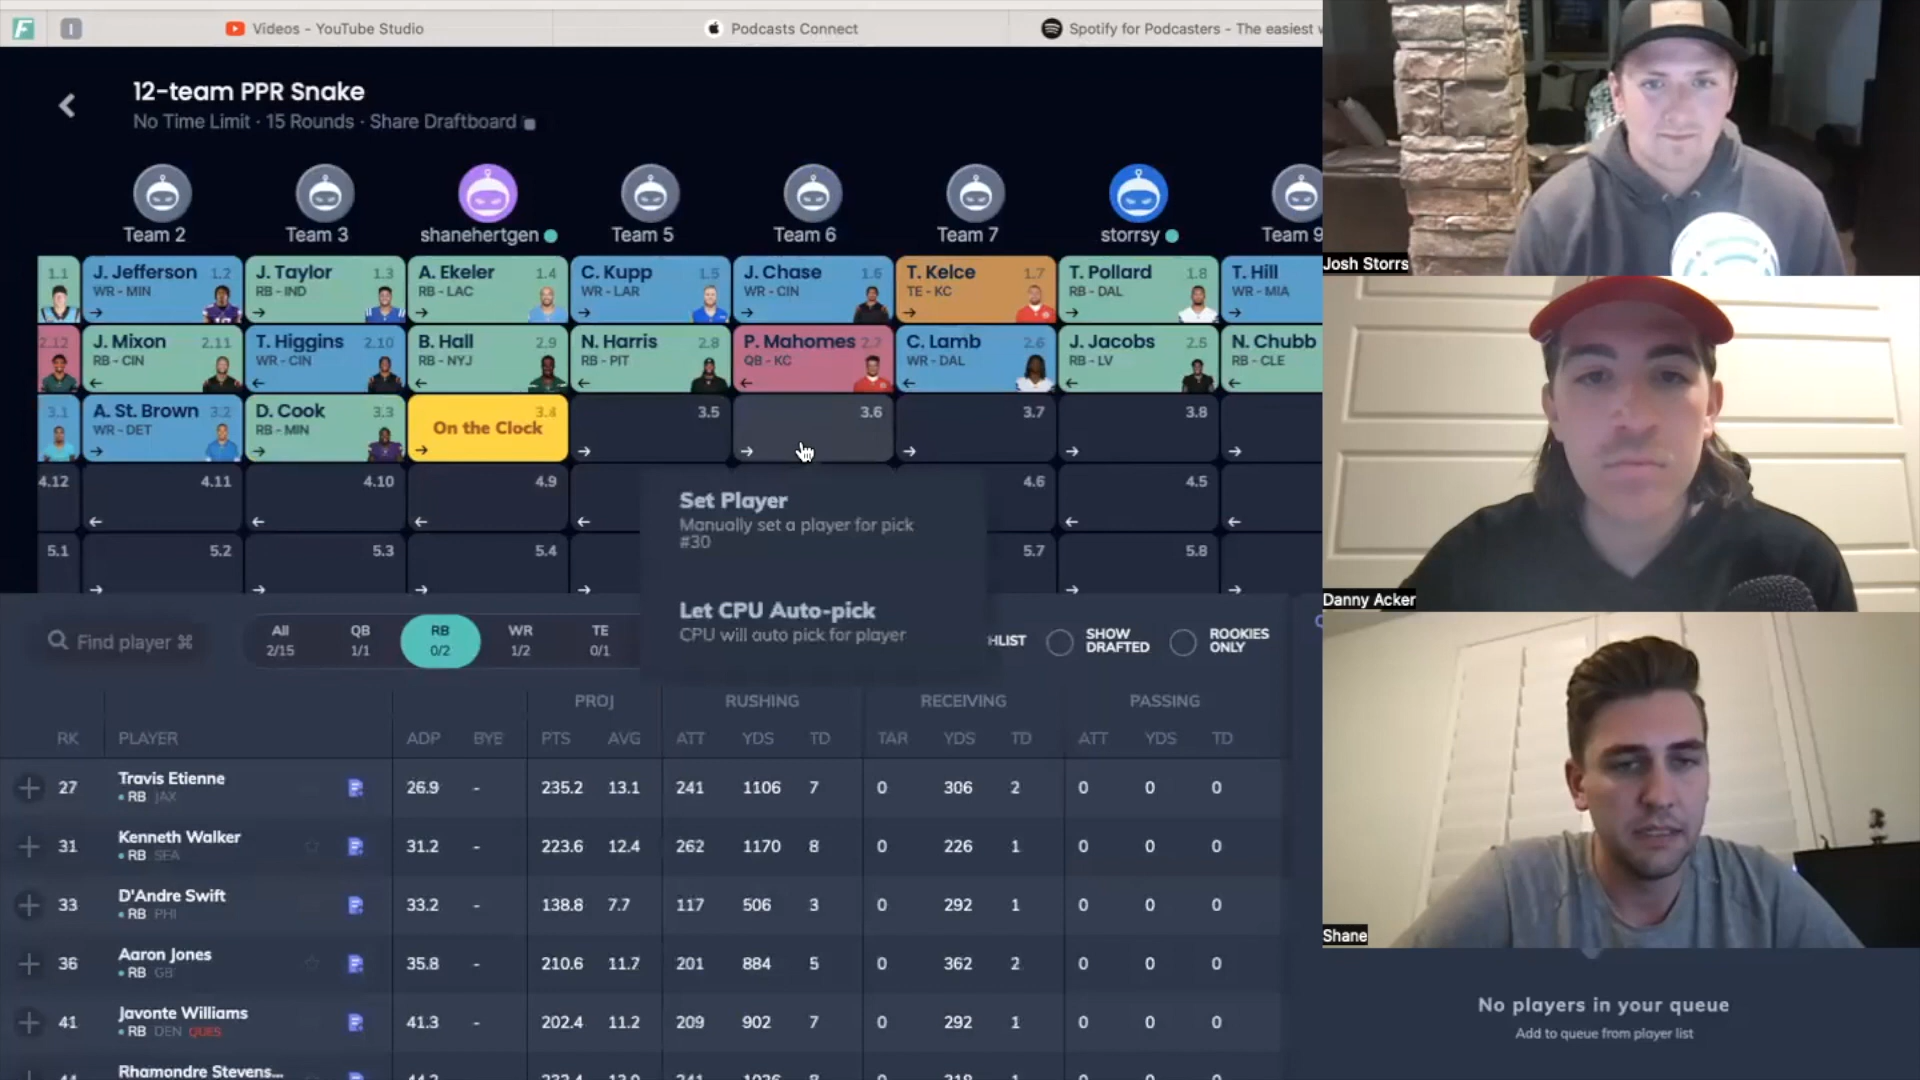 Videos - YouTube Studio
Podcasts Connect
Spotify for Podcasters - The easiest
12-team PPR Snake
No Time Limit · 15 Rounds · Share Draftboard
Team 2
Team 3
shanehertgen
Team 5
Team 6
Team 7
storrsy
Team 9
1.1
J. Jefferson 1.2
WR - MIN
J. Taylor 1.3
RB - IND
A. Ekeler 1.4
RB - LAC
C. Kupp 1.5
WR - LAR
J. Chase 1.6
WR - CIN
T. Kelce 1.7
TE - KC
T. Pollard 1.8
RB - DAL
T. Hill
WR - MIA
2.12
J. Mixon 2.11
RB - CIN
T. Higgins 2.10
WR - CIN
B. Hall 2.9
RB - NYJ
N. Harris 2.8
RB - PIT
P. Mahomes 2.7
QB - KC
C. Lamb 2.6
WR - DAL
J. Jacobs 2.5
RB - LV
N. Chubb
RB - CLE
3.1
A. St. Brown 3.2
WR - DET
D. Cook 3.3
RB - MIN
3.4
On the Clock
3.5
3.6
3.7
3.8
4.12
4.11
4.10
4.9
4.6
4.5
5.1
5.2
5.3
5.4
5.7
5.8
Set Player
Manually set a player for pick
#30
Let CPU Auto-pick
CPU will auto pick for player
Find player ⌘
All
2/15
QB
1/1
RB
0/2
WR
1/2
TE
0/1
HLIST
SHOW
DRAFTED
ROOKIES
ONLY
PROJ RUSHING RECEIVING PASSING
RK PLAYER ADP BYE PTS AVG ATT YDS TD TAR YDS TD ATT YDS TD
27 Travis Etienne 26.9 - 235.2 13.1 241 1106 7 0 306 2 0 0 0
RB JAX
31 Kenneth Walker 31.2 - 223.6 12.4 262 1170 8 0 226 1 0 0 0
RB SEA
33 D'Andre Swift 33.2 - 138.8 7.7 117 506 3 0 292 1 0 0 0
RB PHI
36 Aaron Jones 35.8 - 210.6 11.7 201 884 5 0 362 2 0 0 0
RB GB
41 Javonte Williams 41.3 - 202.4 11.2 209 902 7 0 292 1 0 0 0
RB DEN QUES
Rhamondre Stevens...
Josh Storrs
Danny Acker
Shane
No players in your queue
Add to queue from player list